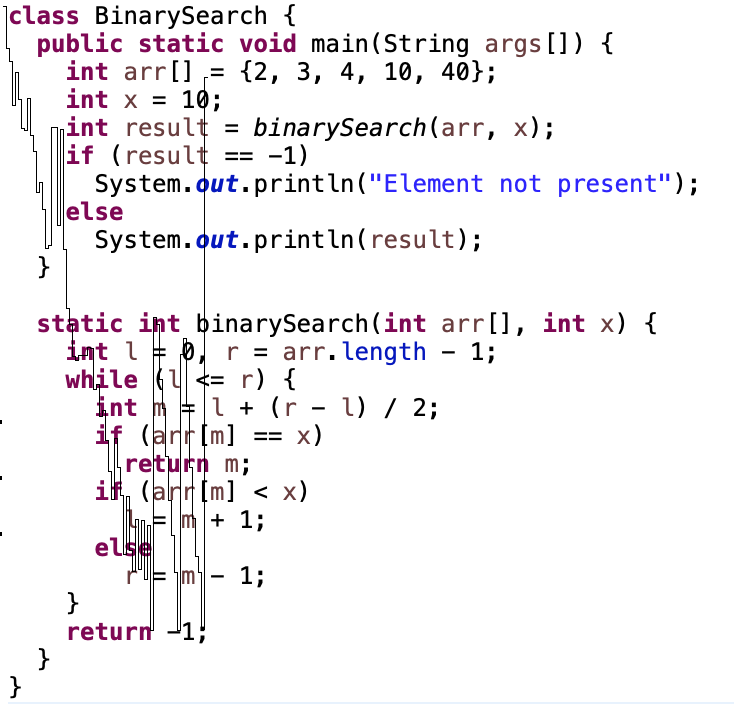 class BinarySearch {
  public static void main(String args[]) {
    int arr[] = {2, 3, 4, 10, 40};
    int x = 10;
    int result = binarySearch(arr, x);
    if (result == -1)
      System.out.println("Element not present");
    else
      System.out.println(result);
  }

  static int binarySearch(int arr[], int x) {
    int l = 0, r = arr.length - 1;
    while (l <= r) {
      int m = l + (r - l) / 2;
      if (arr[m] == x)
        return m;
      if (arr[m] < x)
        l = m + 1;
      else
        r = m - 1;
    }
    return -1;
  }
}